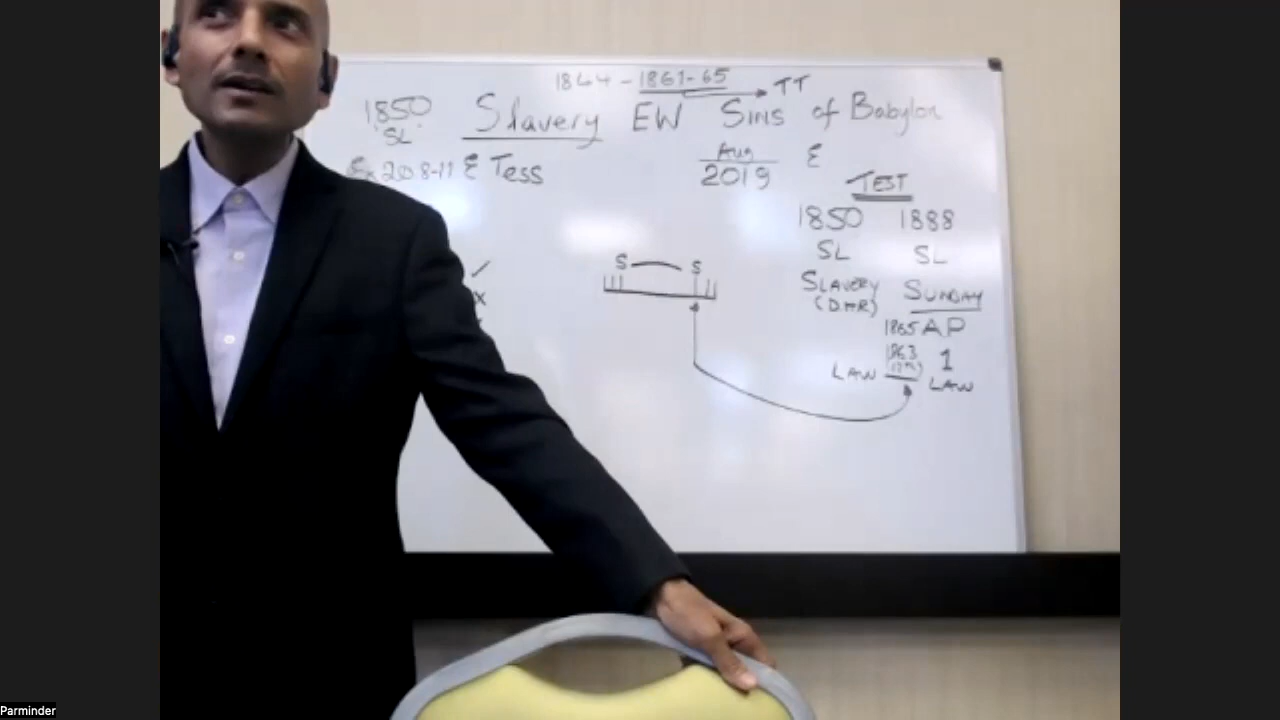 1844 - 1861-65 TT
1850 Slavery EW Sins of Babylon
"SL"
Ex 20:8-11 E Tess
Aug
2019
E
TEST
1850 1888
SL SL
SLAVERY SUNDAY
(DMR)
1865 AP
1863 1
LAW LAW
S S
x
Parminder